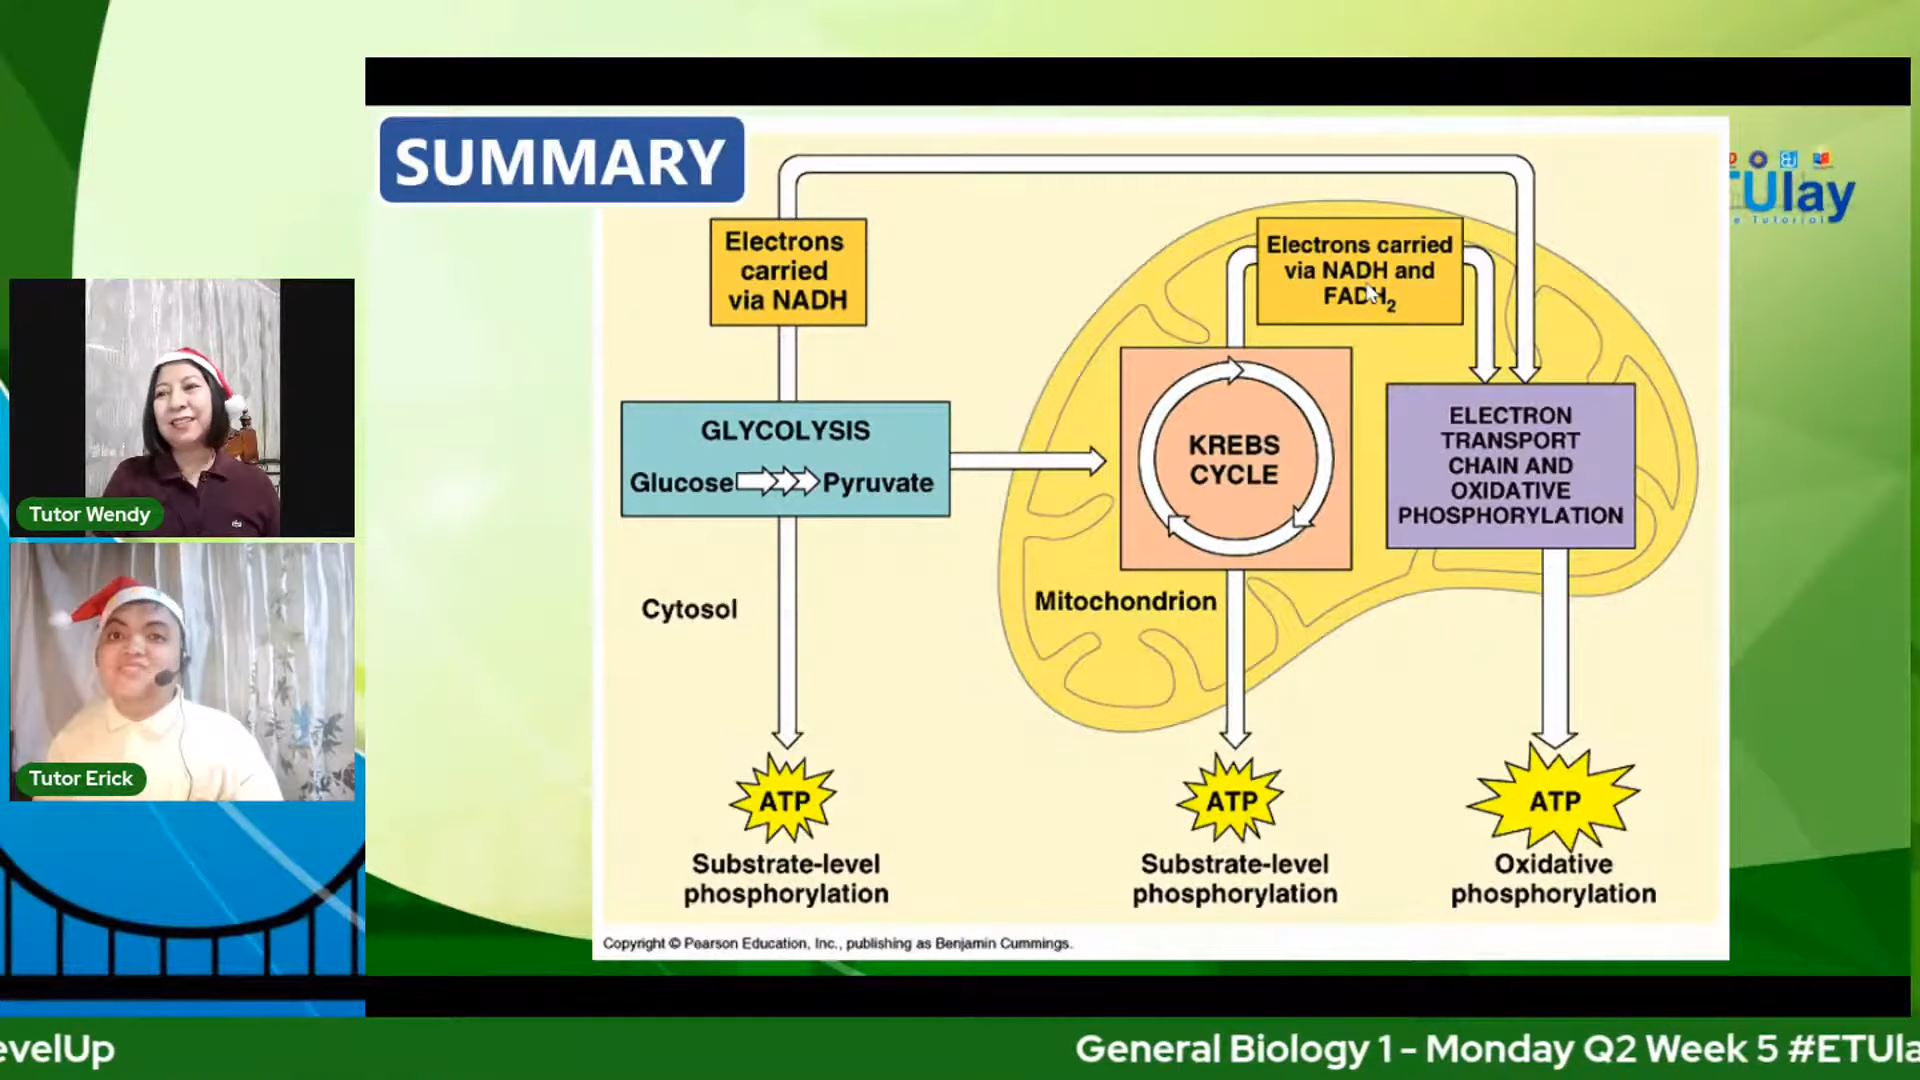 SUMMARY
Ulay
e Tutorial
Electrons
carried
via NADH
Electrons carried
via NADH and
FADH2
GLYCOLYSIS
Glucose Pyruvate
KREBS
CYCLE
ELECTRON
TRANSPORT
CHAIN AND
OXIDATIVE
PHOSPHORYLATION
Cytosol
Mitochondrion
ATP
ATP
ATP
Substrate-level
phosphorylation
Substrate-level
phosphorylation
Oxidative
phosphorylation
Copyright © Pearson Education, Inc., publishing as Benjamin Cummings.
Tutor Wendy
Tutor Erick
evelUp
General Biology 1 - Monday Q2 Week 5 #ETUla